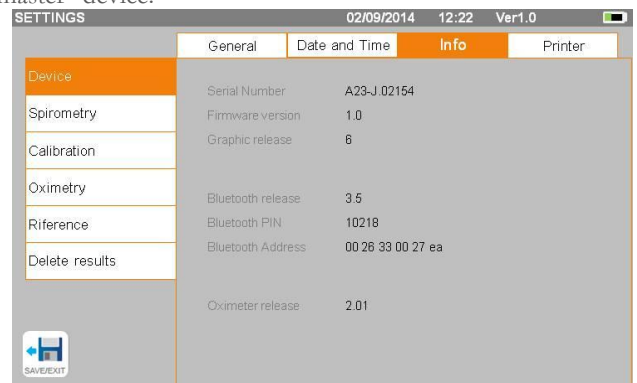 master device.
SETTINGS 02/09/2014 12:22 Ver1.0
General Date and Time Info Printer
Device
Spirometry
Calibration
Oximetry
Riference
Delete results
Serial Number A23-J.02154
Firmware version 1.0
Graphic release 6
Bluetooth release 3.5
Bluetooth PIN 10218
Bluetooth Address 00 26 33 00 27 ea
Oximeter release 2.01
SAVE/EXIT